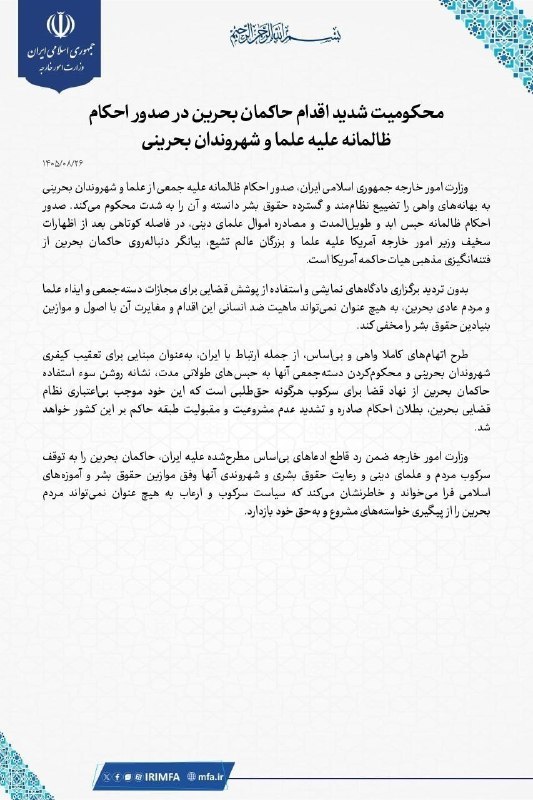 جمهوری اسلامی ایران
وزارت امور خارجه
بسم الله الرحمن الرحیم
محکومیت شدید اقدام حاکمان بحرین در صدور احکام
ظالمانه علیه علما و شهروندان بحرینی
۱۴۰۵/۰۸/۲۶
وزارت امور خارجه جمهوری اسلامی ایران، صدور احکام ظالمانه علیه جمعی از علما و شهروندان بحرینی
به بهانه‌های واهی را تضییع نظام‌مند و گسترده حقوق بشر دانسته و آن را به شدت محکوم می‌کند. صدور
احکام ظالمانه حبس ابد و طویل‌المدت و مصادره اموال علمای دینی، در فاصله کوتاهی بعد از اظهارات
سخیف وزیر امور خارجه آمریکا علیه علما و بزرگان عالم تشیع، بیانگر دنباله‌روی حاکمان بحرین از
فتنه‌انگیزی مذهبی هیات حاکمه آمریکا است.
بدون تردید برگزاری دادگاه‌های نمایشی و استفاده از پوشش قضایی برای مجازات دسته‌جمعی و ایذاء علما
و مردم عادی بحرین، به هیچ عنوان نمی‌تواند ماهیت ضد انسانی این اقدام و مغایرت آن با اصول و موازین
بنیادین حقوق بشر را مخفی کند.
طرح اتهام‌های کاملا واهی و بی‌اساس، از جمله ارتباط با ایران، به‌عنوان مبنایی برای تعقیب کیفری
شهروندان بحرینی و محکوم‌کردن دسته‌جمعی آنها به حبس‌های طولانی مدت، نشانه روشن سوء استفاده
حاکمان بحرین از نهاد قضا برای سرکوب هرگونه حق‌طلبی است که این خود موجب بی‌اعتباری نظام
قضایی بحرین، بطلان احکام صادره و تشدید عدم مشروعیت و مقبولیت طبقه حاکم بر این کشور خواهد
شد.
وزارت امور خارجه ضمن رد قاطع ادعاهای بی‌اساس مطرح‌شده علیه ایران، حاکمان بحرین را به توقف
سرکوب مردم و علمای دینی و رعایت حقوق بشری و شهروندی آنها وفق موازین حقوق بشر و آموزه‌های
اسلامی فرا می‌خواند و خاطرنشان می‌کند که سیاست سرکوب و ارعاب به هیچ عنوان نمی‌تواند مردم
بحرین را از پیگیری خواسته‌های مشروع و به‌حق خود بازدارد.
IRIMFA mfa.ir